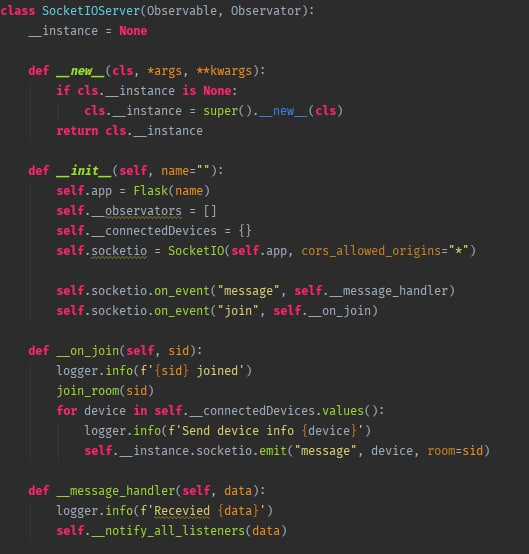 class SocketIOServer(Observable, Observator):
    __instance = None

    def __new__(cls, *args, **kwargs):
        if cls.__instance is None:
            cls.__instance = super().__new__(cls)
        return cls.__instance

    def __init__(self, name=""):
        self.app = Flask(name)
        self.__observators = []
        self.__connectedDevices = {}
        self.socketio = SocketIO(self.app, cors_allowed_origins="*")

        self.socketio.on_event("message", self.__message_handler)
        self.socketio.on_event("join", self.__on_join)

    def __on_join(self, sid):
        logger.info(f'{sid} joined')
        join_room(sid)
        for device in self.__connectedDevices.values():
            logger.info(f'Send device info {device}')
            self.__instance.socketio.emit("message", device, room=sid)

    def __message_handler(self, data):
        logger.info(f'Recevied {data}')
        self.__notify_all_listeners(data)